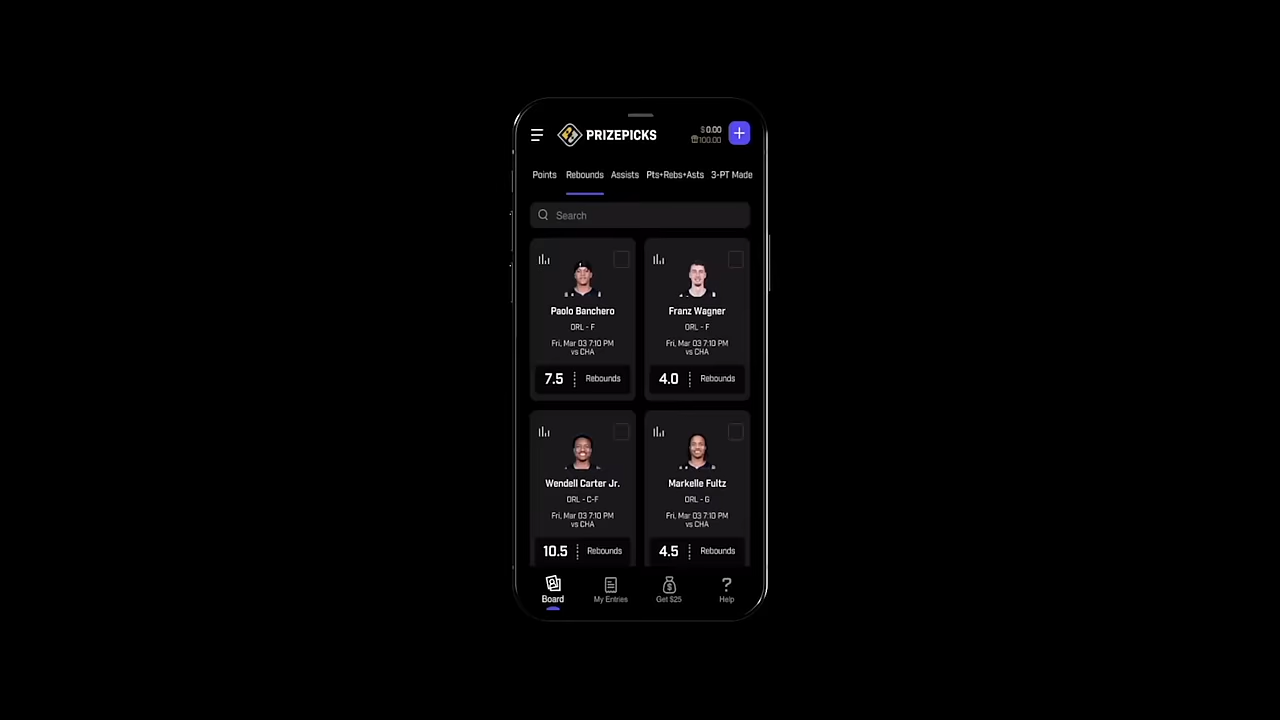 PRIZEPICKS
$0.00
100.00
Points Rebounds Assists Pts+Rebs+Asts 3-PT Made
Search
Paolo Banchero
ORL - F
Fri, Mar 03 7:10 PM
vs CHA
7.5 Rebounds
Franz Wagner
ORL - F
Fri, Mar 03 7:10 PM
vs CHA
4.0 Rebounds
Wendell Carter Jr.
ORL - C-F
Fri, Mar 03 7:10 PM
vs CHA
10.5 Rebounds
Markelle Fultz
ORL - G
Fri, Mar 03 7:10 PM
vs CHA
4.5 Rebounds
Board My Entries Get $25 Help